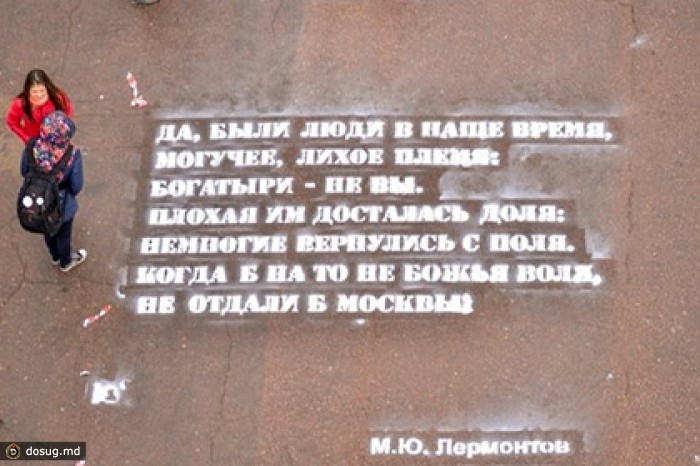 ДА, БЫЛИ ЛЮДИ В НАШЕ ВРЕМЯ,
МОГУЧЕЕ, ЛИХОЕ ПЛЕМЯ:
БОГАТЫРИ - НЕ ВЫ.
ПЛОХАЯ ИМ ДОСТАЛАСЬ ДОЛЯ:
НЕМНОГИЕ ВЕРНУЛИСЬ С ПОЛЯ.
КОГДА Б НА ТО НЕ БОЖЬЯ ВОЛЯ,
НЕ ОТДАЛИ Б МОСКВЫ!
М.Ю. Лермонтов
dosug.md